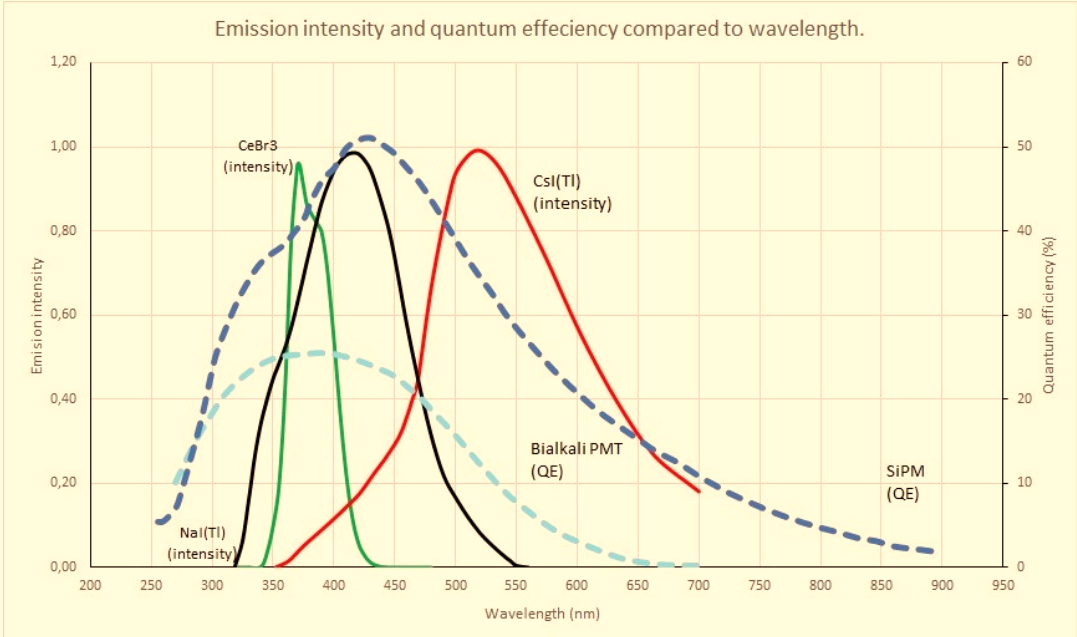 Emission intensity and quantum effeciency compared to wavelength.
1,20
1,00
0,80
0,60
0,40
0,20
0,00
Emision intensity
60
50
40
30
20
10
0
Quantum efficiency (%)
CeBr3
(intensity)
CsI(Tl)
(intensity)
Bialkali PMT
(QE)
SiPM
(QE)
NaI(Tl)
(intensity)
200 250 300 350 400 450 500 550 600 650 700 750 800 850 900 950
Wavelength (nm)